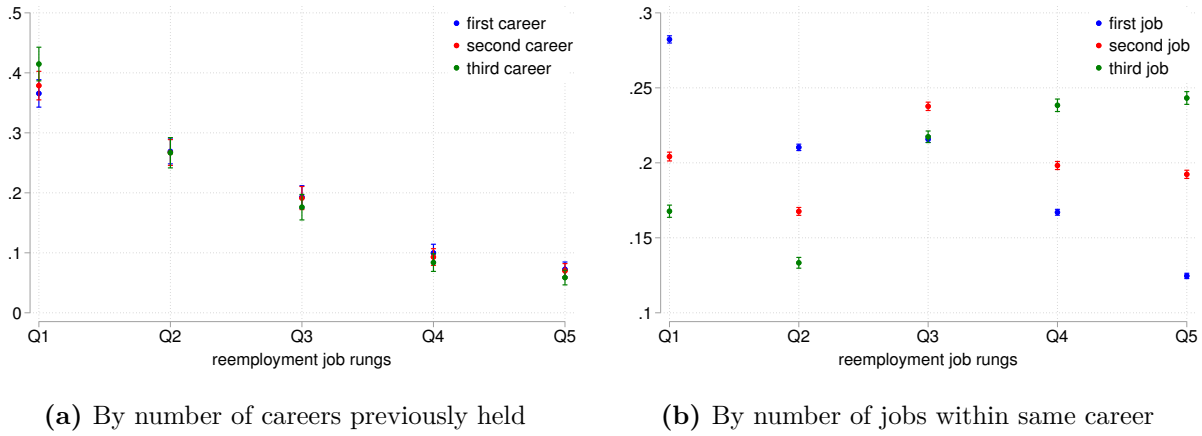 .5
.4
.3
.2
.1
0
first career
second career
third career
Q1 Q2 Q3 Q4 Q5
reemployment job rungs
(a) By number of careers previously held
.3
.25
.2
.15
.1
first job
second job
third job
Q1 Q2 Q3 Q4 Q5
reemployment job rungs
(b) By number of jobs within same career